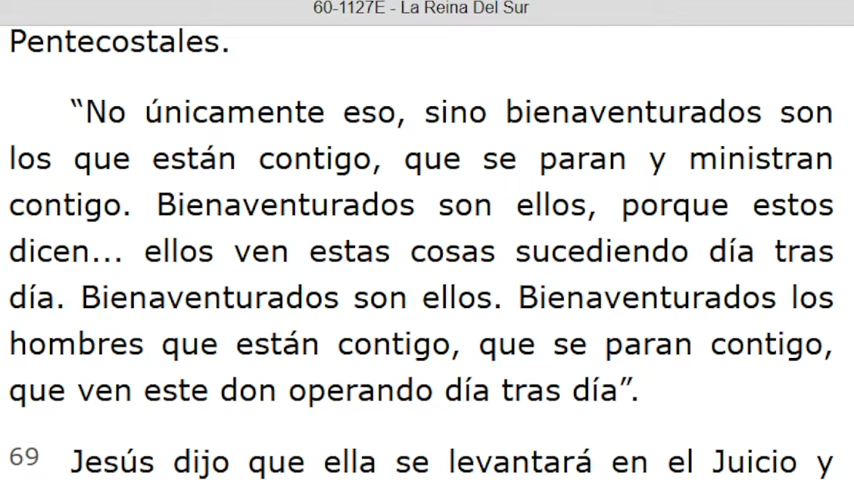 60-1127E - La Reina Del Sur
Pentecostales.
“No únicamente eso, sino bienaventurados son
los que están contigo, que se paran y ministran
contigo. Bienaventurados son ellos, porque estos
dicen... ellos ven estas cosas sucediendo día tras
día. Bienaventurados son ellos. Bienaventurados los
hombres que están contigo, que se paran contigo,
que ven este don operando día tras día”.
69 Jesús dijo que ella se levantará en el Juicio y